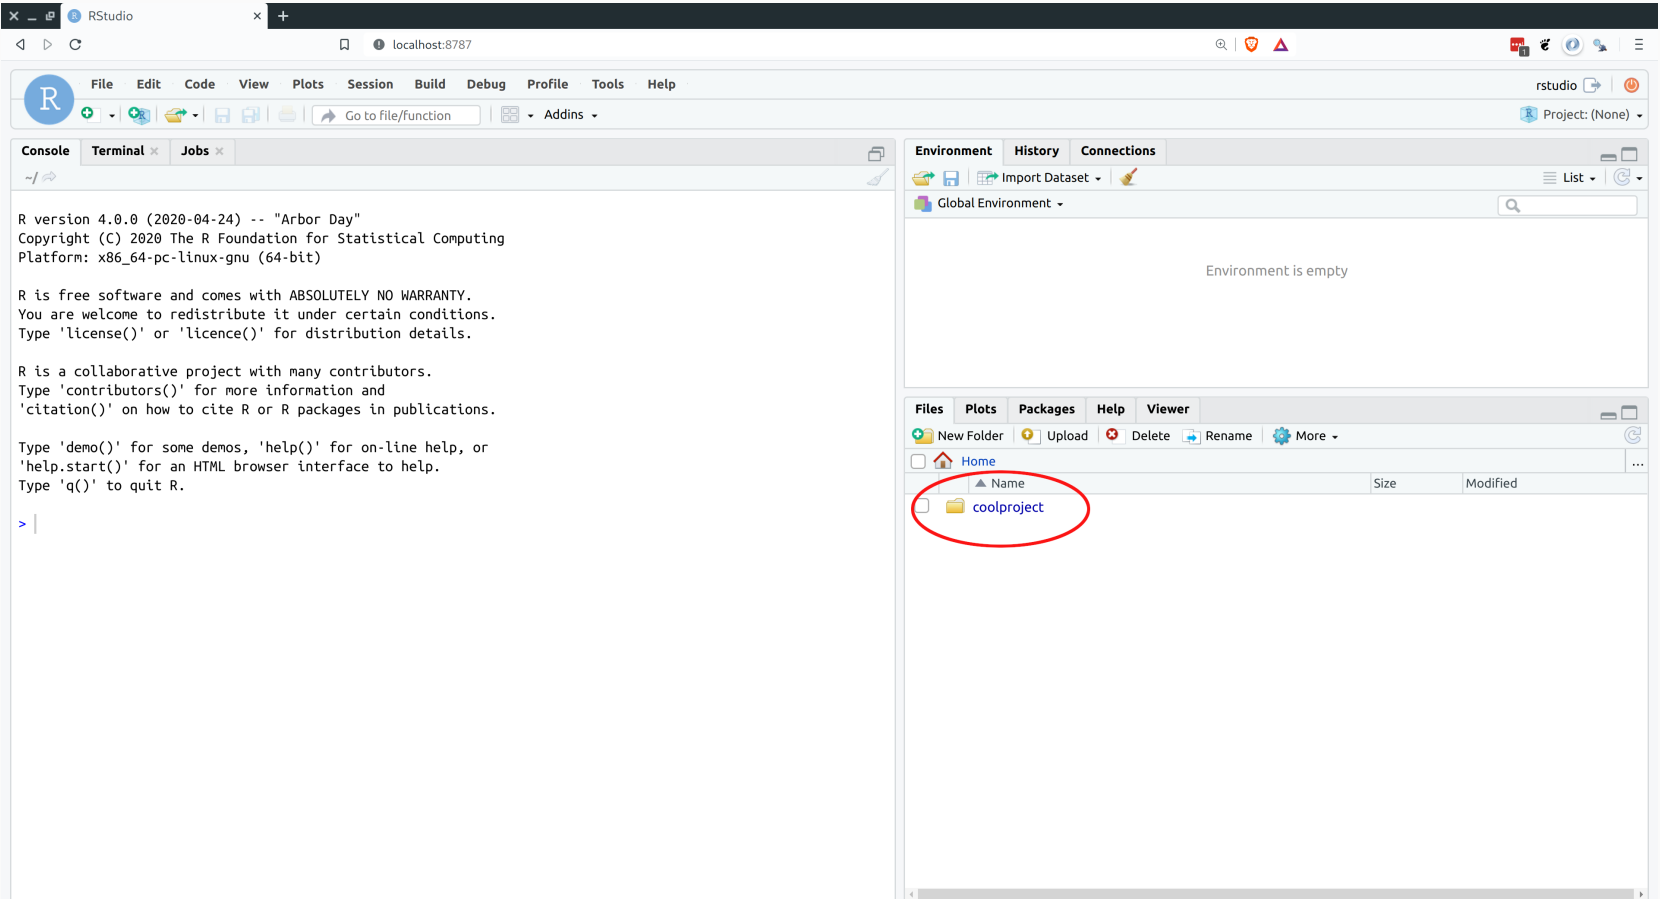 RStudio
localhost:8787
R
File Edit Code View Plots Session Build Debug Profile Tools Help
rstudio
Go to file/function
Addins
R Project: (None)
Console Terminal Jobs
~/
R version 4.0.0 (2020-04-24) -- "Arbor Day"
Copyright (C) 2020 The R Foundation for Statistical Computing
Platform: x86_64-pc-linux-gnu (64-bit)
R is free software and comes with ABSOLUTELY NO WARRANTY.
You are welcome to redistribute it under certain conditions.
Type 'license()' or 'licence()' for distribution details.
R is a collaborative project with many contributors.
Type 'contributors()' for more information and
'citation()' on how to cite R or R packages in publications.
Type 'demo()' for some demos, 'help()' for on-line help, or
'help.start()' for an HTML browser interface to help.
Type 'q()' to quit R.
>
Environment History Connections
Import Dataset
List
Global Environment
Environment is empty
Files Plots Packages Help Viewer
New Folder Upload Delete Rename More
Home
...
Name Size Modified
coolproject